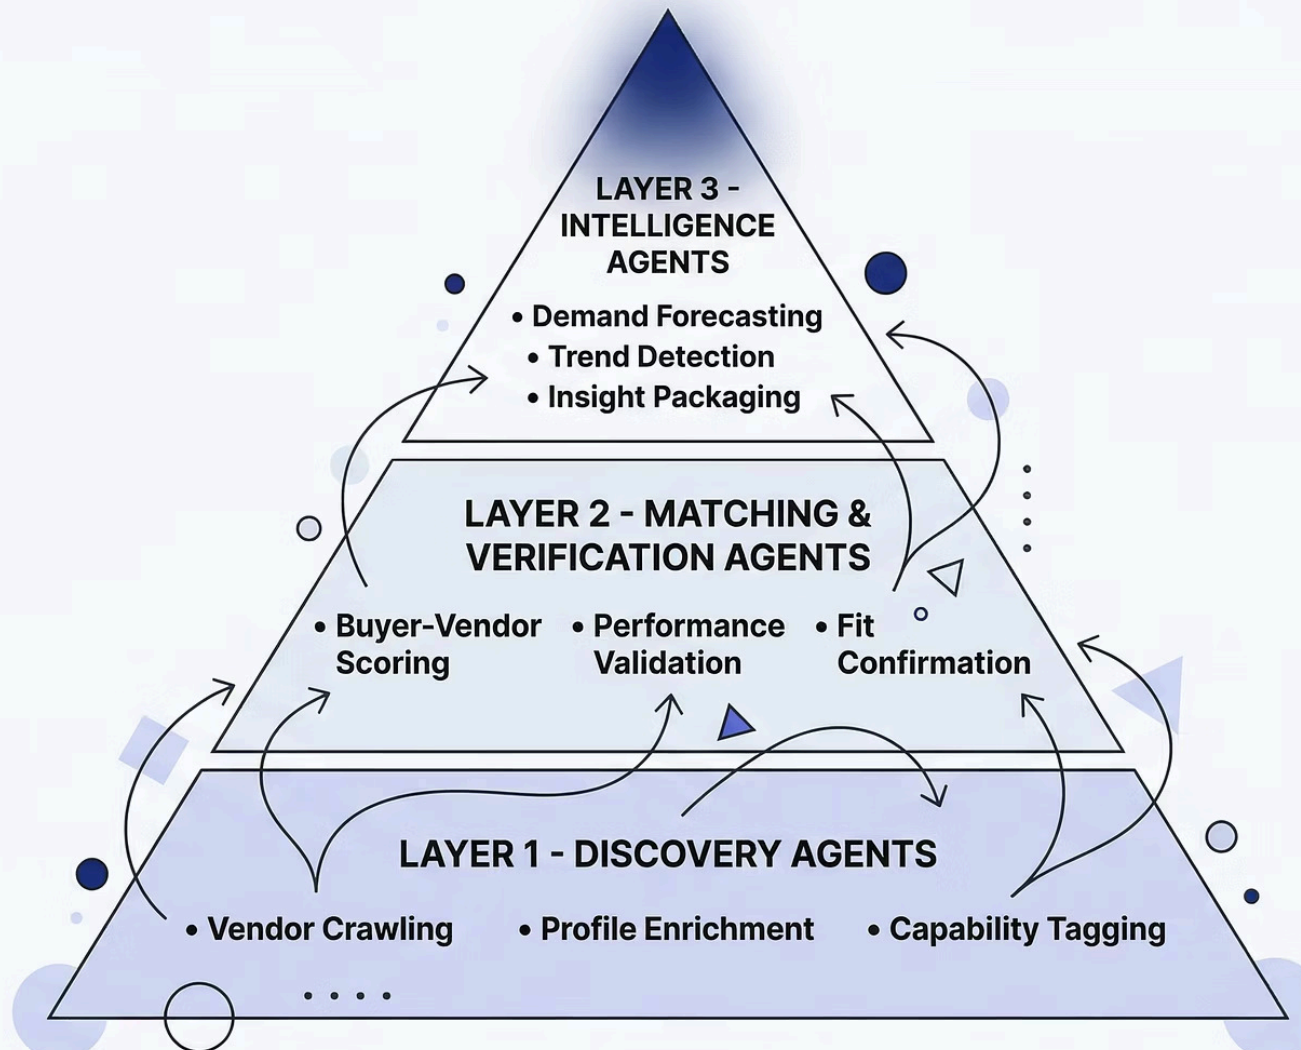 LAYER 3 -
INTELLIGENCE
AGENTS
• Demand Forecasting
• Trend Detection
• Insight Packaging
LAYER 2 - MATCHING &
VERIFICATION AGENTS
• Buyer-Vendor
Scoring
• Performance
Validation
• Fit
Confirmation
LAYER 1 - DISCOVERY AGENTS
• Vendor Crawling
• Profile Enrichment
• Capability Tagging